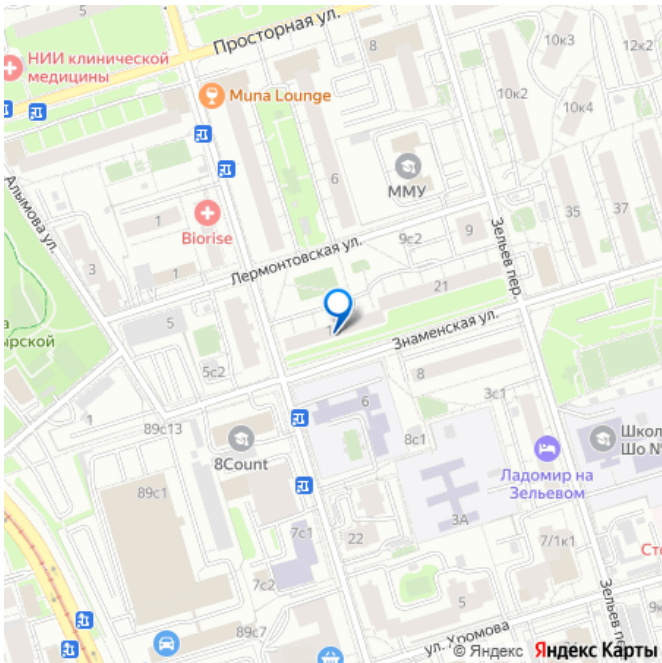 5
Просторная ул.
8
10к3
12к2
НИИ клинической
медицины
10к2
10к4
Muna Lounge
ММУ
6
Алымова ул.
1
Biorise
35
37
9с2
9
Зельев пер.
3
1
Лермонтовская ул.
21
5
Знаменская ул.
5с2
8
3с1
1
89с13
6
8Count
8с1
Школ
Шо №
Ладомир на
Зельевом
89с1
3А
7с1
22
7/1к1
7с2
5
89с7
ул. Хромова
© Яндекс Яндекс Карты